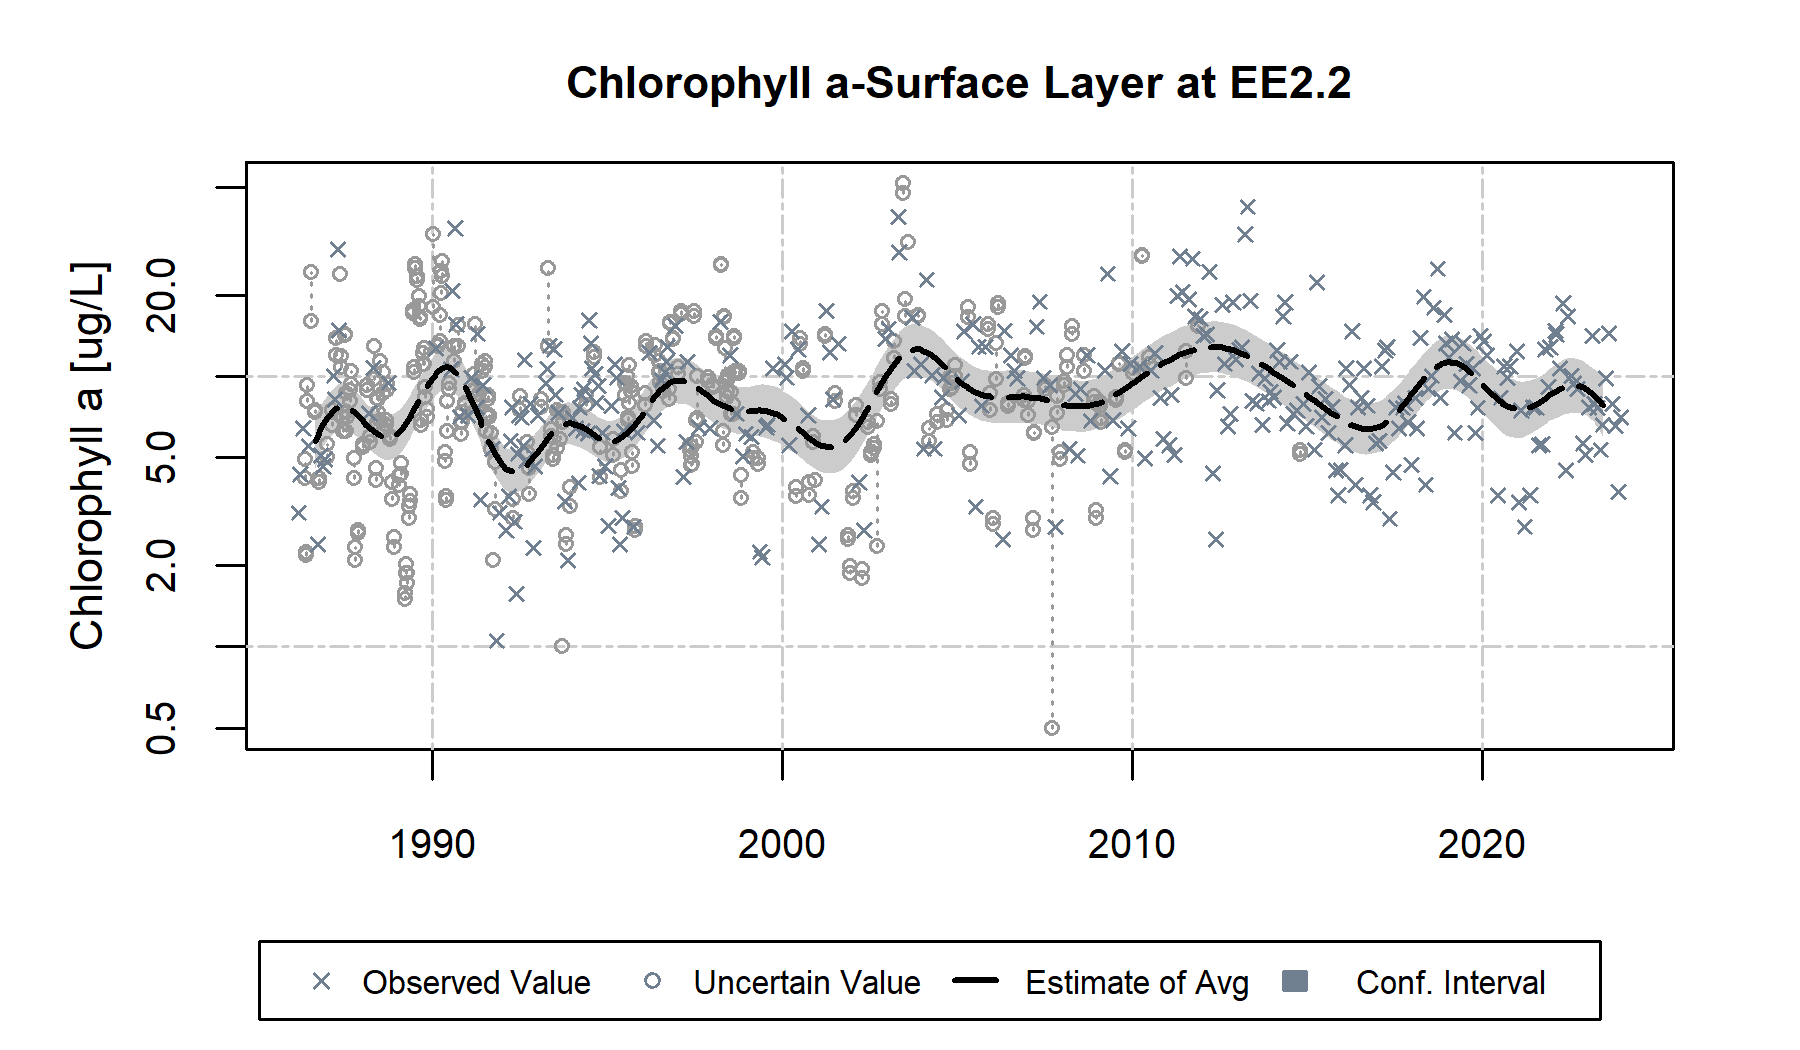 Chlorophyll a-Surface Layer at EE2.2
Chlorophyll a [ug/L]
20.0
5.0
2.0
0.5
1990 2000 2010 2020
Observed Value Uncertain Value Estimate of Avg Conf. Interval